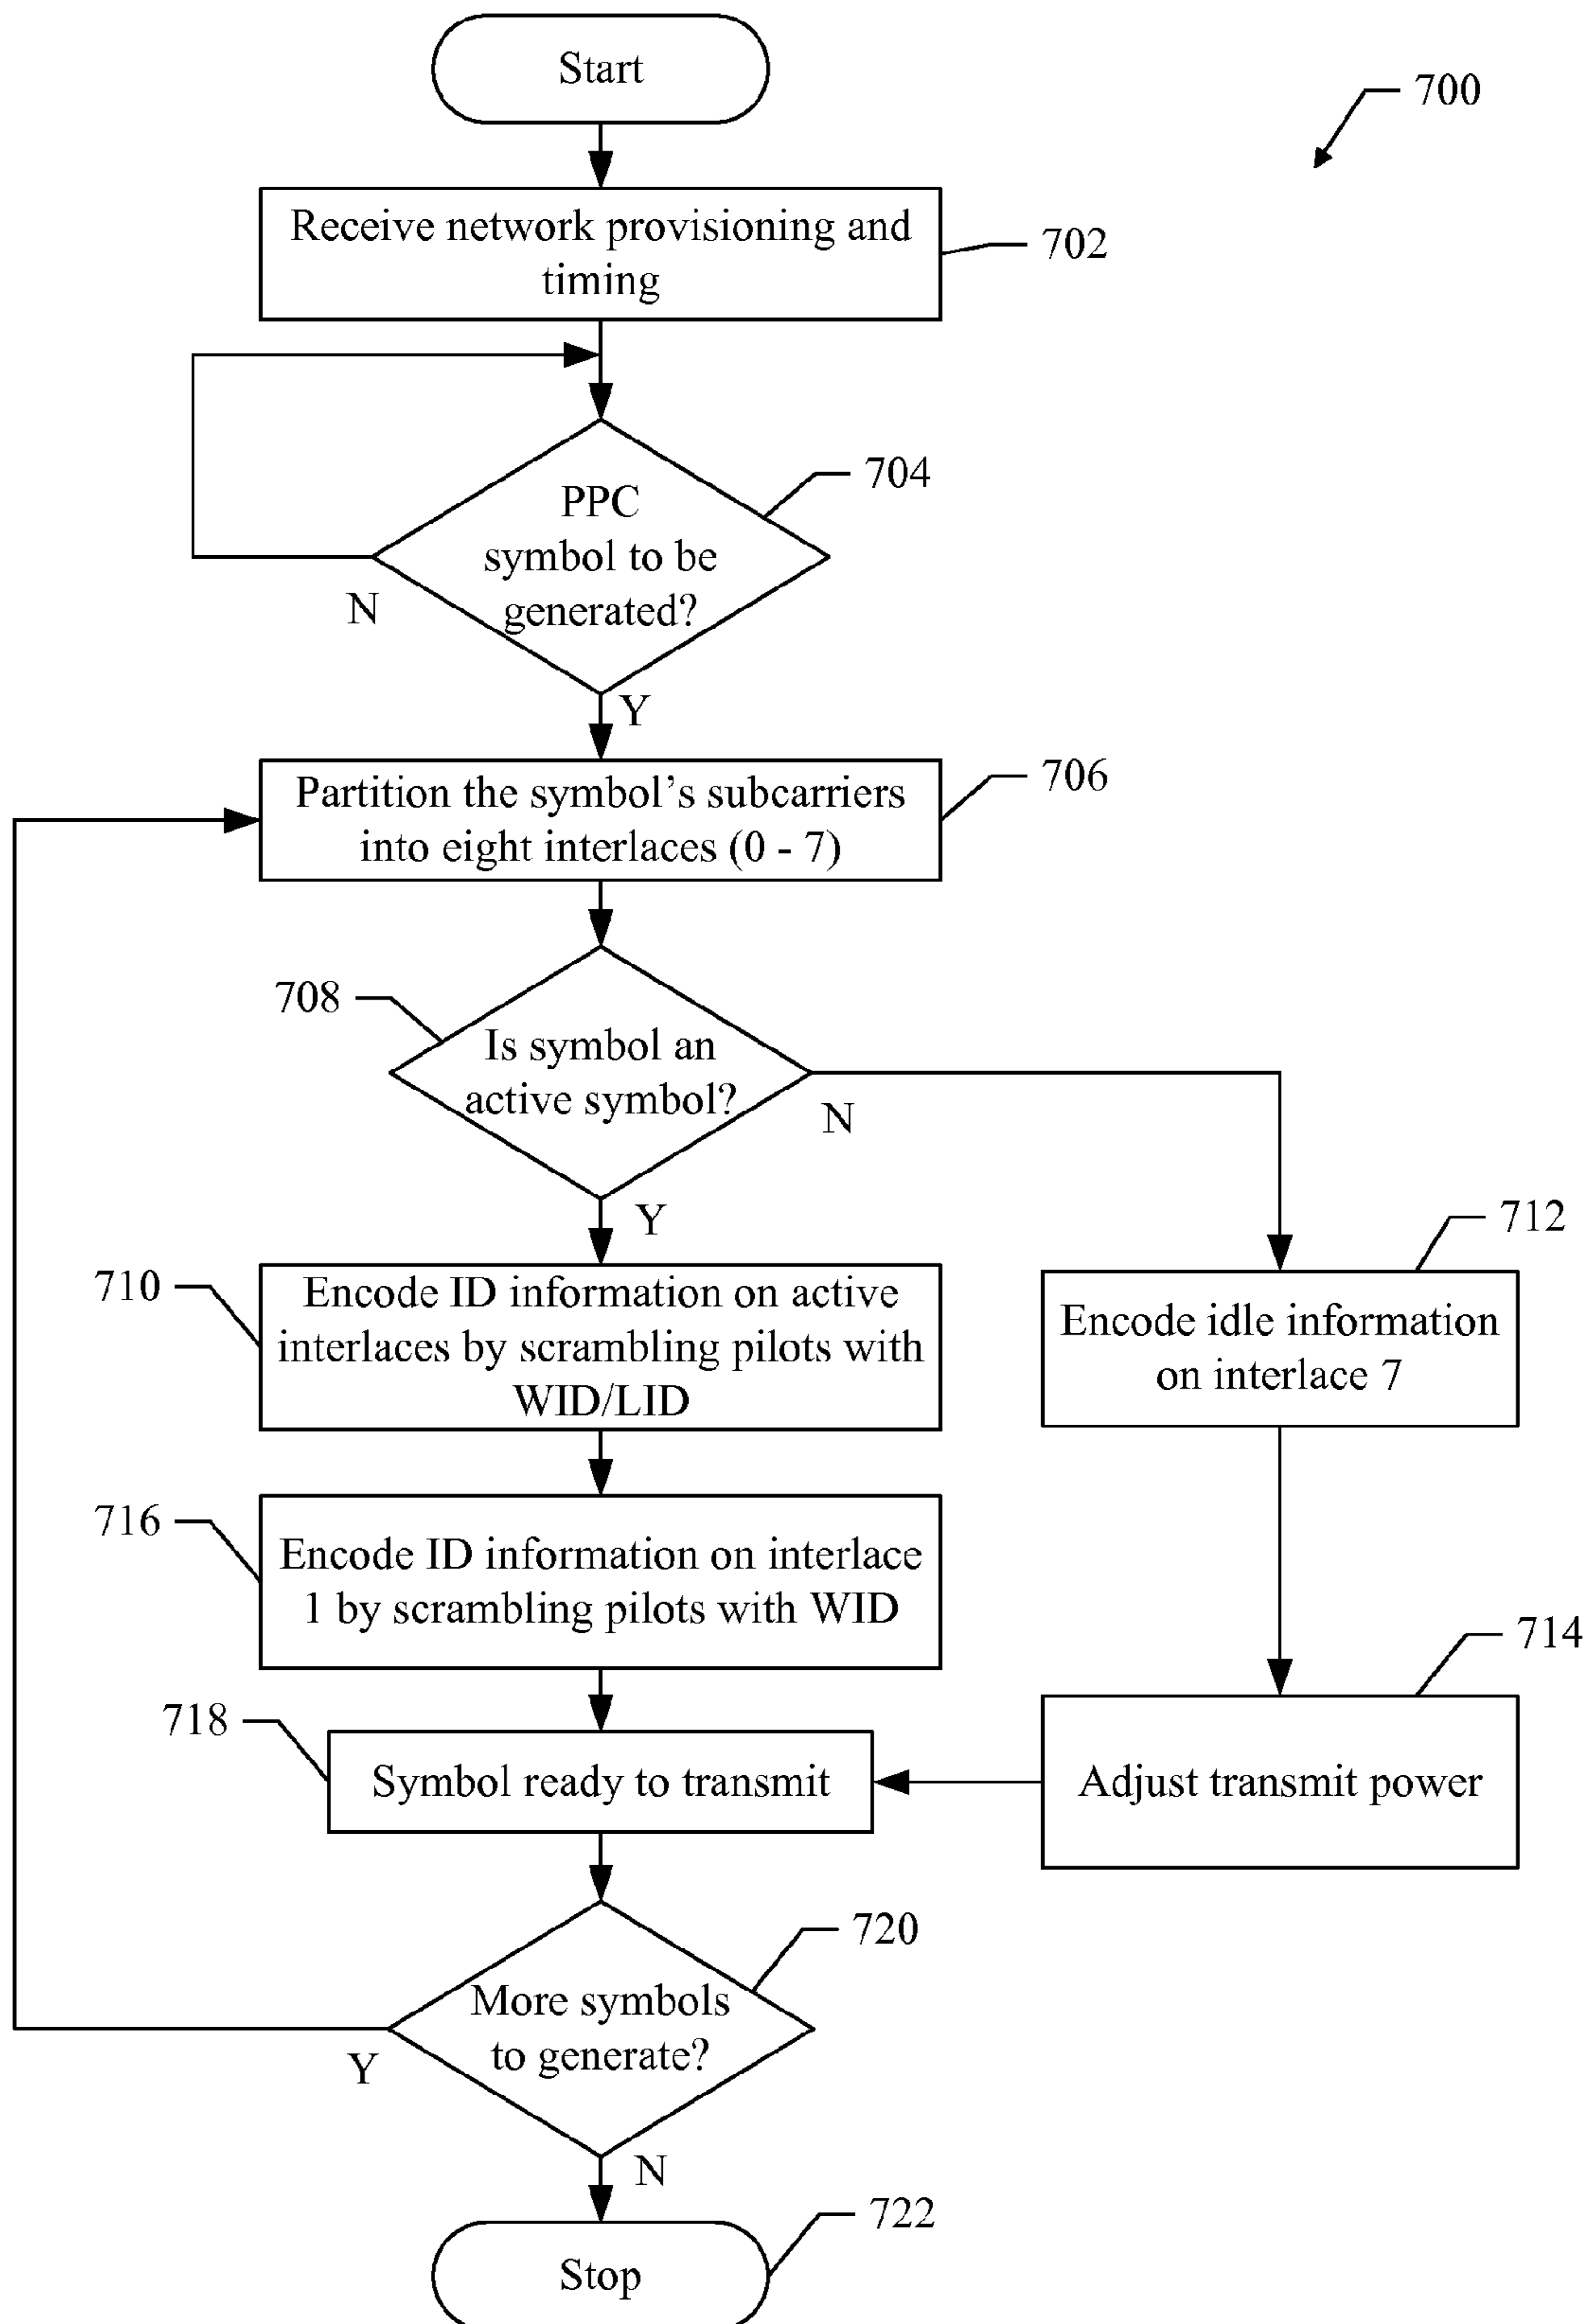 Start
700
Receive network provisioning and
timing
702
704
PPC
symbol to be
generated?
N
Y
706
Partition the symbol’s subcarriers
into eight interlaces (0 - 7)
708
Is symbol an
active symbol?
N
Y
712
710
Encode ID information on active
interlaces by scrambling pilots with
WID/LID
Encode idle information
on interlace 7
716
Encode ID information on interlace
1 by scrambling pilots with WID
714
718
Symbol ready to transmit
Adjust transmit power
720
More symbols
to generate?
Y
N
722
Stop